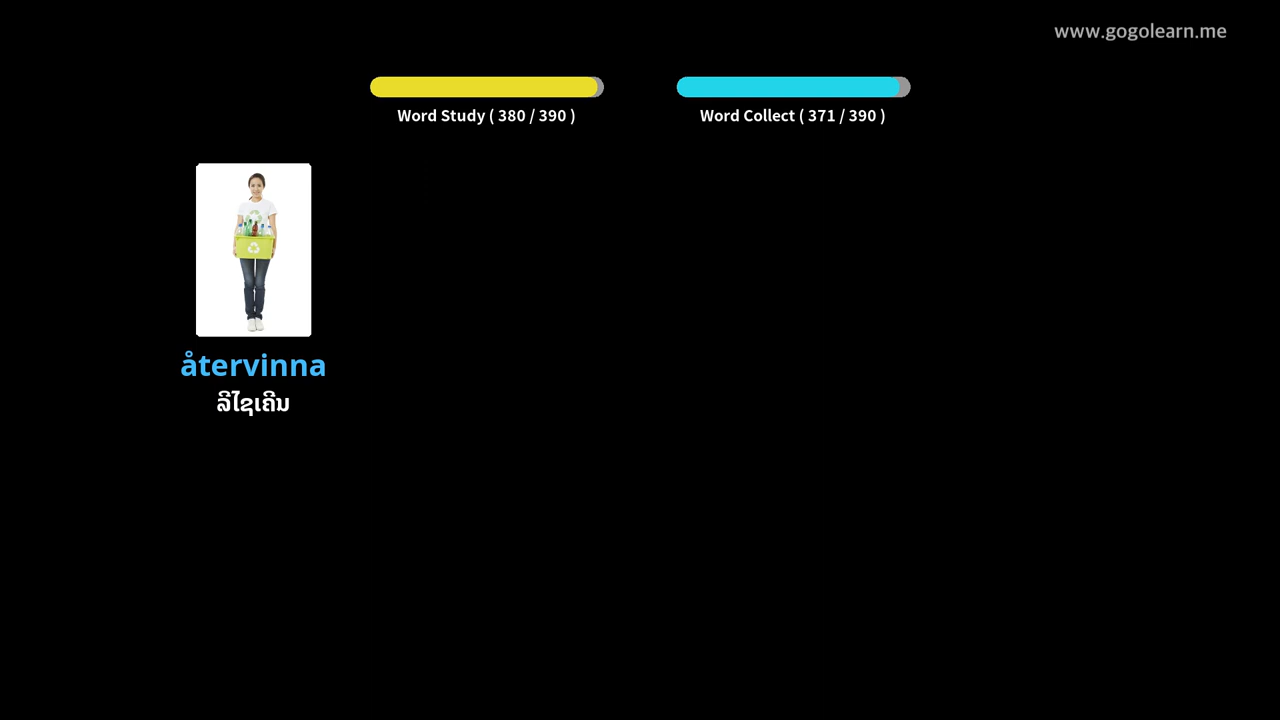 www.gogolearn.me
Word Study ( 380 / 390 )
Word Collect ( 371 / 390 )
återvinna
ລີໄຊເຄີນ